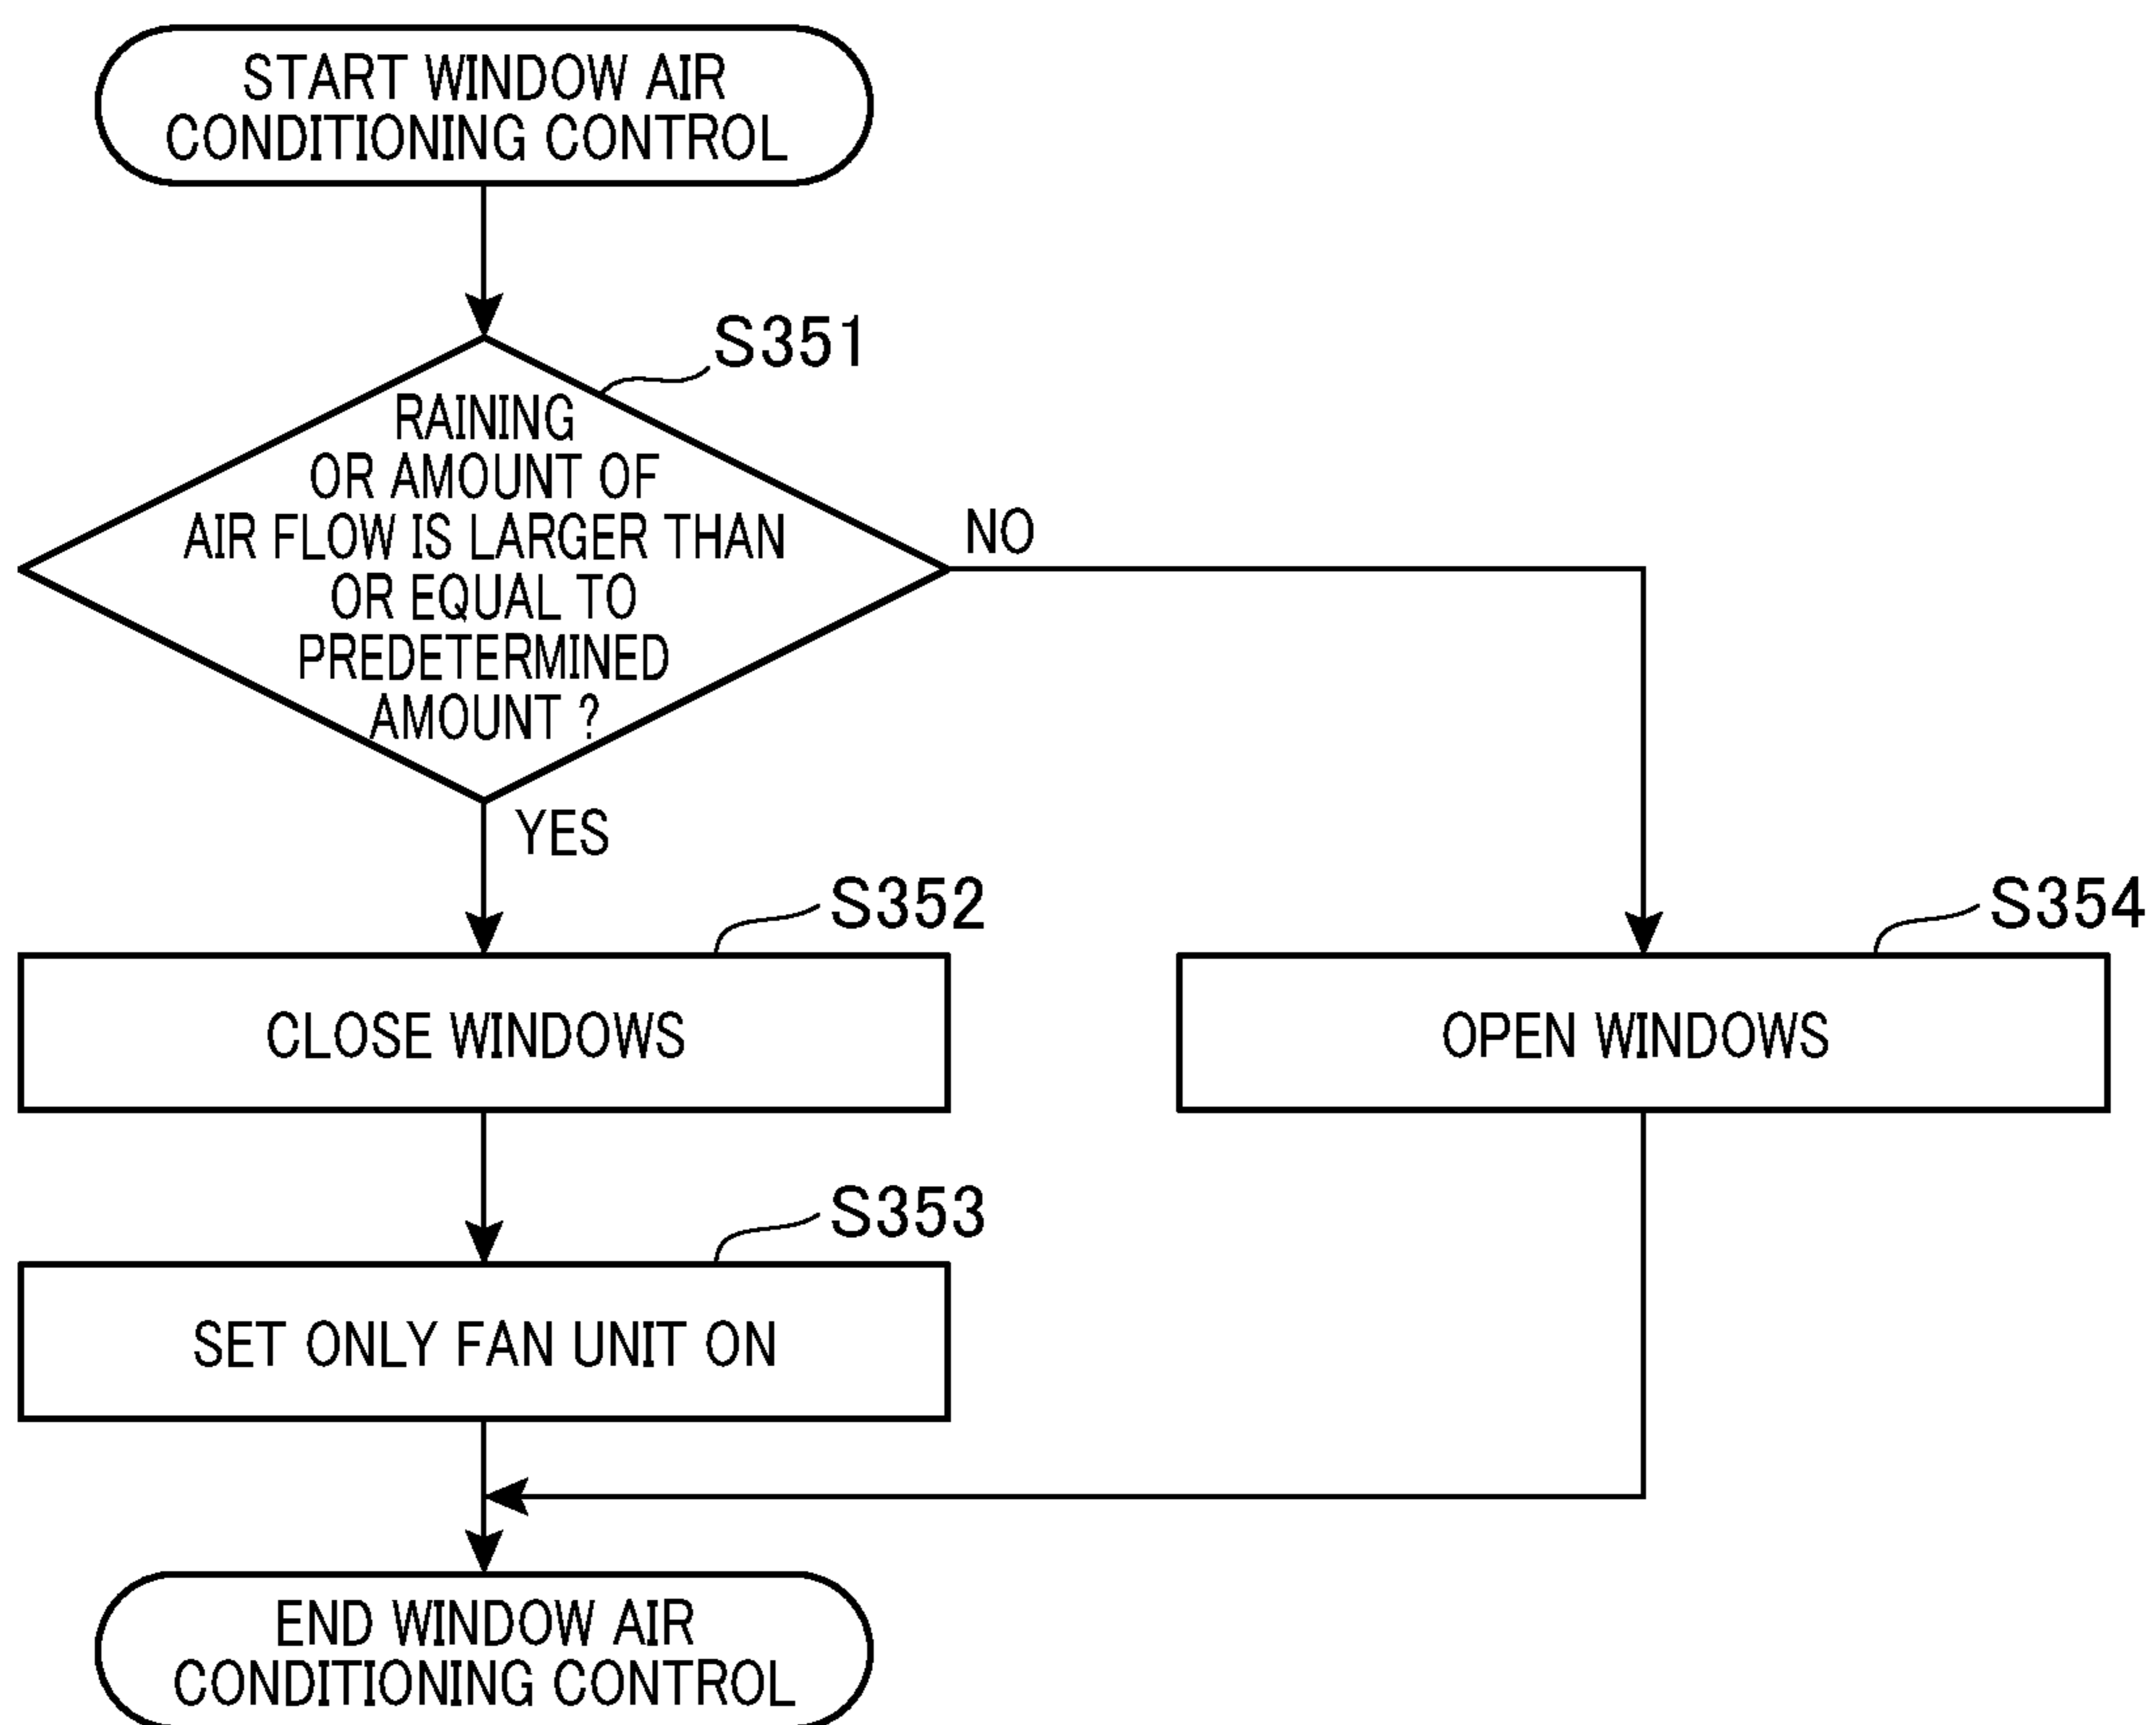 START WINDOW AIR
CONDITIONING CONTROL
S351
RAINING
OR AMOUNT OF
AIR FLOW IS LARGER THAN
OR EQUAL TO
PREDETERMINED
AMOUNT ?
NO
YES
S352
CLOSE WINDOWS
S354
OPEN WINDOWS
S353
SET ONLY FAN UNIT ON
END WINDOW AIR
CONDITIONING CONTROL